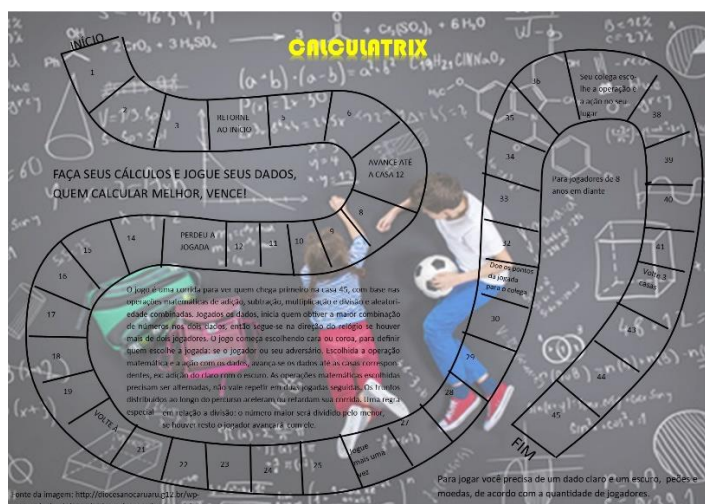 CALCULATRIX
INÍCIO
1
2
3
RETORNE
AO INÍCIO
5
6
AVANCE ATÉ
A CASA 12
8
9
10
11
12
PERDEU A
JOGADA
14
15
16
17
18
19
VOLTE À
21
22
23
24
25
Jogue
mais uma
vez
27
28
29
30
Doe os pontos
da jogada
para o colega
32
33
34
35
36
Seu colega esco-
lhe a operação e
a ação no seu
lugar
38
39
40
41
Volte 3
casas
43
44
45
FIM
FAÇA SEUS CÁLCULOS E JOGUE SEUS DADOS,
QUEM CALCULAR MELHOR, VENCE!
Para jogadores de 8
anos em diante
O jogo é uma corrida para ver quem chega primeiro na casa 45, com base nas
operações matemáticas de adição, subtração, multiplicação e divisão e aleatori-
edade combinadas. Jogados os dados, inicia quem obtiver a maior combinação
de números nos dois dados, então segue-se na direção do relógio se houver
mais de dois jogadores. O jogo começa escolhendo cara ou coroa, para definir
quem escolhe a jogada: se o jogador ou seu adversário. Escolhida a operação
matemática e a ação com os dados, avança-se os dados até as casas correspon-
dentes, ex: adição do claro com o escuro. As operações matemáticas escolhidas
precisam ser alternadas, não vale repetir em duas jogadas seguidas. Os
distribuídos ao longo do percurso aceleram ou retardam sua corrida. Uma regra
especial em relação a divisão: o número maior será dividido pelo menor,
se houver resto o jogador avançará com ele.
Para jogar você precisa de um dado claro e um escuro, peões e
moedas, de acordo com a quantidade de jogadores.
Fonte da imagem: http://diocesanocaruaru.g12.br/wp-